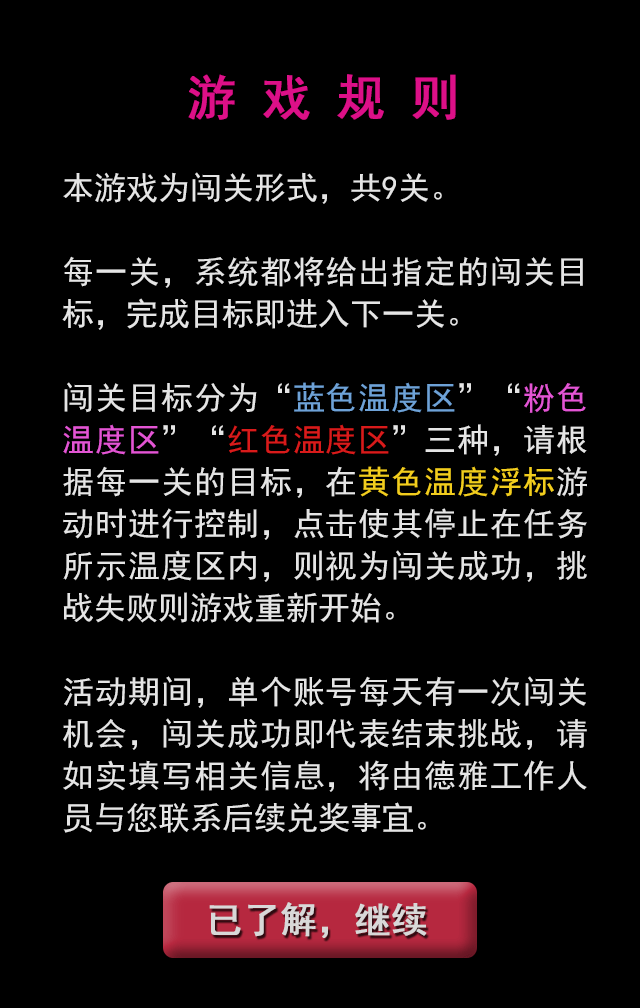 游戏规则
本游戏为闯关形式，共9关。
每一关，系统都将给出指定的闯关目
标，完成目标即进入下一关。
闯关目标分为“蓝色温度区” “粉色
温度区” “红色温度区”三种，请根
据每一关的目标，在黄色温度浮标游
动时进行控制，点击使其停止在任务
所示温度区内，则视为闯关成功，挑
战失败则游戏重新开始。
活动期间，单个账号每天有一次闯关
机会，闯关成功即代表结束挑战，请
如实填写相关信息，将由德雅工作人
员与您联系后续兑奖事宜。
已了解，继续